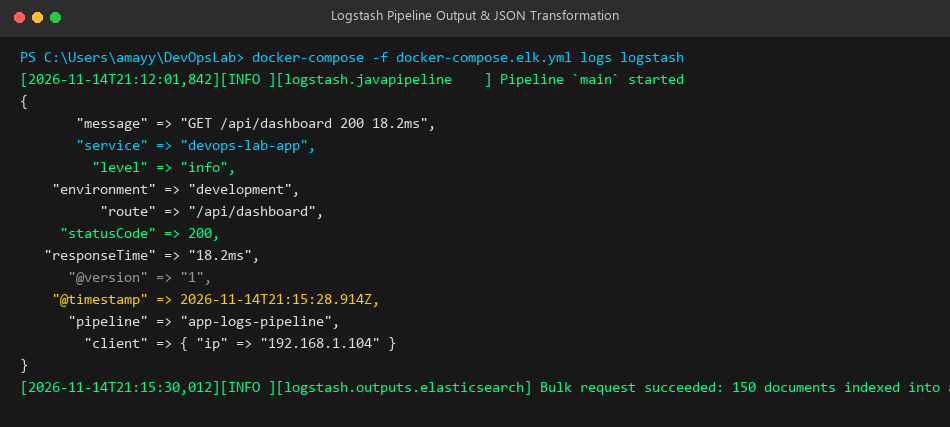 Logstash Pipeline Output & JSON Transformation
PS C:\Users\amayy\DevOpsLab> docker-compose -f docker-compose.elk.yml logs logstash
[2026-11-14T21:12:01,842][INFO ][logstash.javapipeline    ] Pipeline `main` started
{
       "message" => "GET /api/dashboard 200 18.2ms",
       "service" => "devops-lab-app",
         "level" => "info",
    "environment" => "development",
          "route" => "/api/dashboard",
     "statusCode" => 200,
   "responseTime" => "18.2ms",
      "@version" => "1",
    "@timestamp" => 2026-11-14T21:15:28.914Z,
      "pipeline" => "app-logs-pipeline",
        "client" => { "ip" => "192.168.1.104" }
}
[2026-11-14T21:15:30,012][INFO ][logstash.outputs.elasticsearch] Bulk request succeeded: 150 documents indexed into